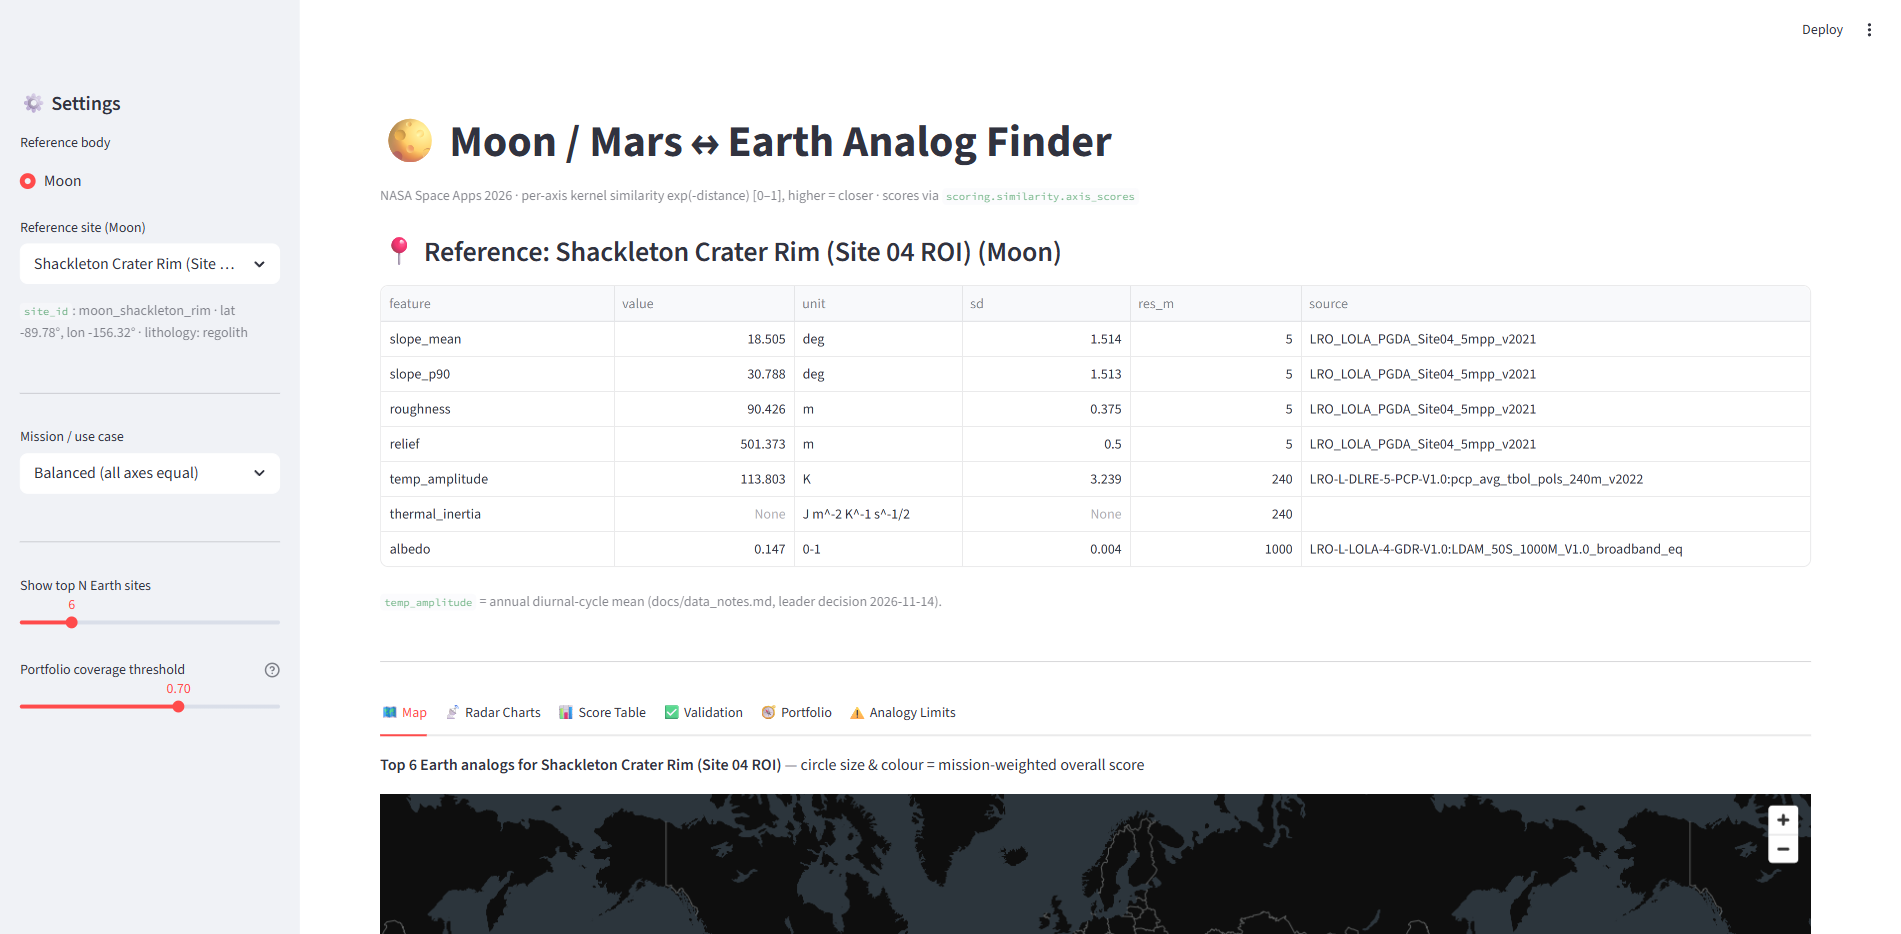 Deploy
Settings
Reference body
Moon
Reference site (Moon)
Shackleton Crater Rim (Site ...
site_id : moon_shackleton_rim · lat
-89.78°, lon -156.32° · lithology: regolith
Mission / use case
Balanced (all axes equal)
Show top N Earth sites
6
Portfolio coverage threshold
0.70
Moon / Mars ↔ Earth Analog Finder
NASA Space Apps 2026 · per-axis kernel similarity exp(-distance) [0–1], higher = closer · scores via scoring.similarity.axis_scores
Reference: Shackleton Crater Rim (Site 04 ROI) (Moon)
feature value unit sd res_m source
slope_mean 18.505 deg 1.514 5 LRO_LOLA_PGDA_Site04_5mpp_v2021
slope_p90 30.788 deg 1.513 5 LRO_LOLA_PGDA_Site04_5mpp_v2021
roughness 90.426 m 0.375 5 LRO_LOLA_PGDA_Site04_5mpp_v2021
relief 501.373 m 0.5 5 LRO_LOLA_PGDA_Site04_5mpp_v2021
temp_amplitude 113.803 K 3.239 240 LRO-L-DLRE-5-PCP-V1.0:pcp_avg_tbol_pols_240m_v2022
thermal_inertia None J m^-2 K^-1 s^-1/2 None 240
albedo 0.147 0-1 0.004 1000 LRO-L-LOLA-4-GDR-V1.0:LDAM_50S_1000M_V1.0_broadband_eq
temp_amplitude = annual diurnal-cycle mean (docs/data_notes.md, leader decision 2026-11-14).
Map Radar Charts Score Table Validation Portfolio Analogy Limits
Top 6 Earth analogs for Shackleton Crater Rim (Site 04 ROI) — circle size & colour = mission-weighted overall score